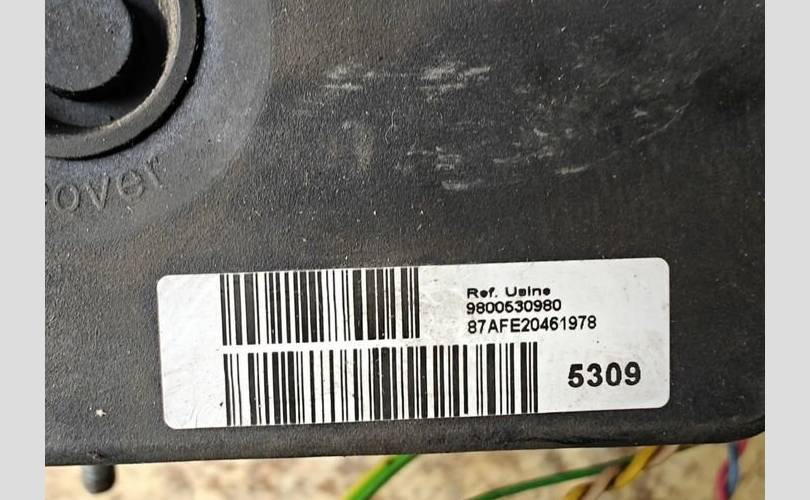 over
Ref. Usine
9800530980
87AFE20461978
5309